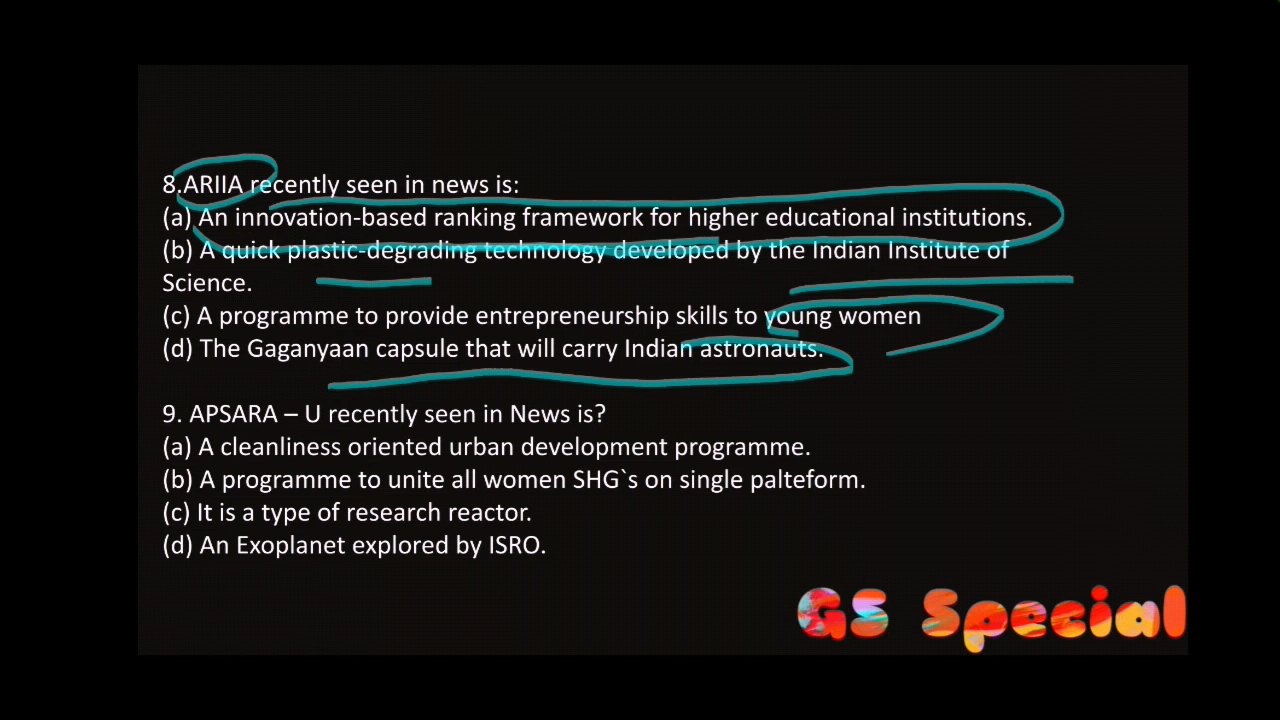 8.ARIIA recently seen in news is:
(a) An innovation-based ranking framework for higher educational institutions.
(b) A quick plastic-degrading technology developed by the Indian Institute of
Science.
(c) A programme to provide entrepreneurship skills to young women
(d) The Gaganyaan capsule that will carry Indian astronauts.
9. APSARA – U recently seen in News is?
(a) A cleanliness oriented urban development programme.
(b) A programme to unite all women SHG`s on single palteform.
(c) It is a type of research reactor.
(d) An Exoplanet explored by ISRO.
GS Special